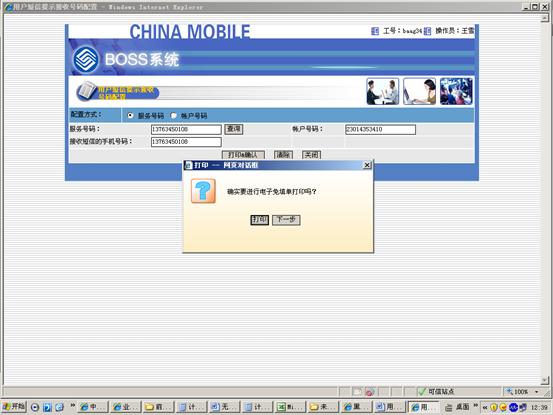 用户短信提示接收号码配置 - Windows Internet Explorer
CHINA MOBILE
工号：bang34 操作员：王雪
BOSS系统
用户短信提示接收
号码配置
配置方式： 服务号码 帐户号码
服务号码： 13763450108 查询 帐户号码： 23014353410
接收短信的手机号码： 13763450108
打印&确认 清除 关闭
打印 -- 网页对话框
确实要进行电子免填单打印吗？
打印 下一步
可信站点 100%
开始 中... 业... 前... 计... 无... 计... Mi... 未... 黑... 用... 用... 桌面 12:39